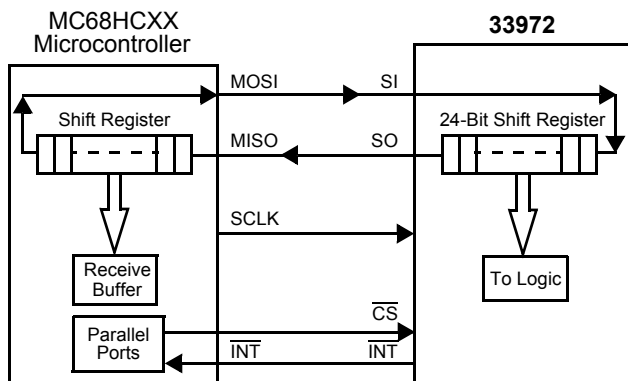 MC68HCXX
Microcontroller
33972
MOSI
SI
Shift Register
24-Bit Shift Register
MISO
SO
SCLK
Receive
Buffer
To Logic
CS
Parallel
Ports
INT
INT